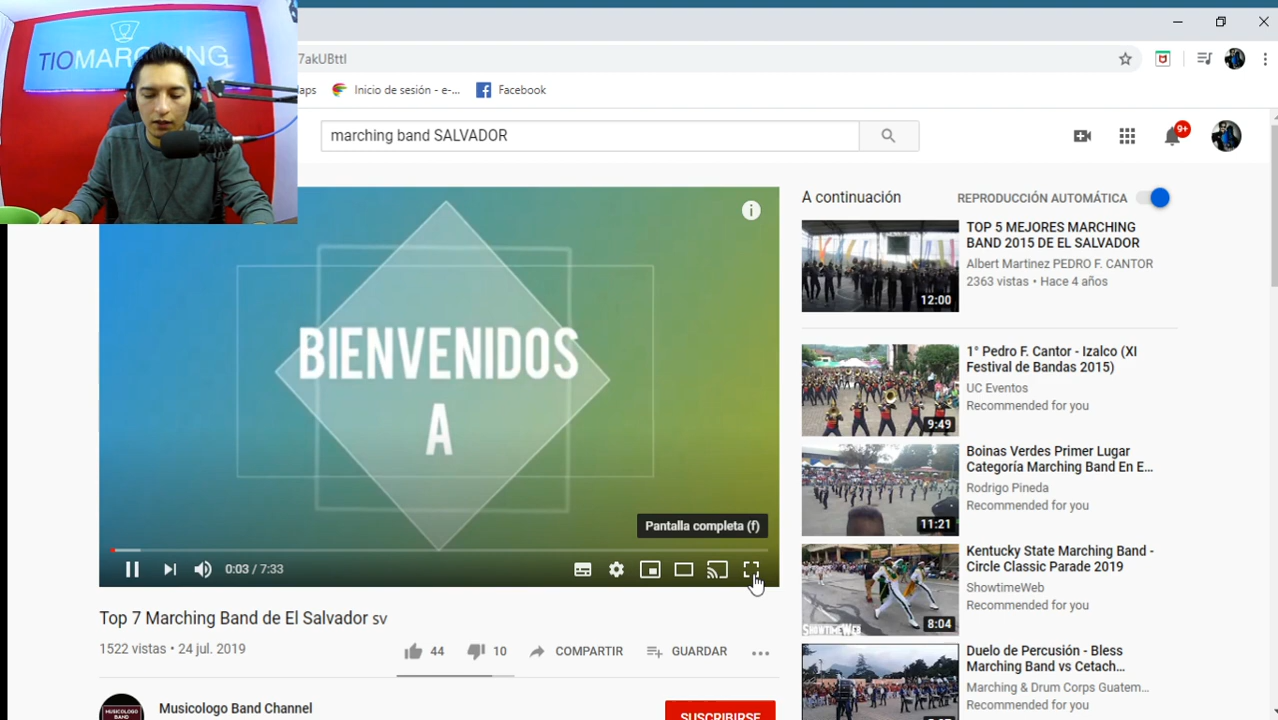 TIOMARCHING
7akUBttI
aps
Inicio de sesión - e-...
Facebook
marching band SALVADOR
9+
BIENVENIDOS
A
Pantalla completa (f)
0:03 / 7:33
Top 7 Marching Band de El Salvador sv
1522 vistas • 24 jul. 2019
44
10
COMPARTIR
GUARDAR
MUSICOLOGO
BAND
Musicologo Band Channel
SUSCRIBIRSE
A continuación
REPRODUCCIÓN AUTOMÁTICA
12:00
TOP 5 MEJORES MARCHING
BAND 2015 DE EL SALVADOR
Albert Martinez PEDRO F. CANTOR
2363 vistas • Hace 4 años
9:49
1° Pedro F. Cantor - Izalco (XI
Festival de Bandas 2015)
UC Eventos
Recommended for you
11:21
Boinas Verdes Primer Lugar
Categoría Marching Band En E...
Rodrigo Pineda
Recommended for you
SHOWTIMEWEB
8:04
Kentucky State Marching Band -
Circle Classic Parade 2019
ShowtimeWeb
Recommended for you
Duelo de Percusión - Bless
Marching Band vs Cetach...
Marching & Drum Corps Guatem...
Recommended for you